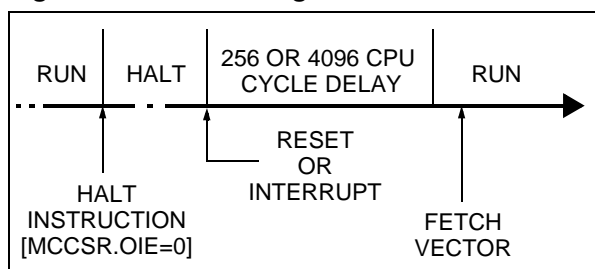 RUN
HALT
256 OR 4096 CPU
CYCLE DELAY
RUN
RESET
OR
INTERRUPT
HALT
INSTRUCTION
[MCCSR.OIE=0]
FETCH
VECTOR